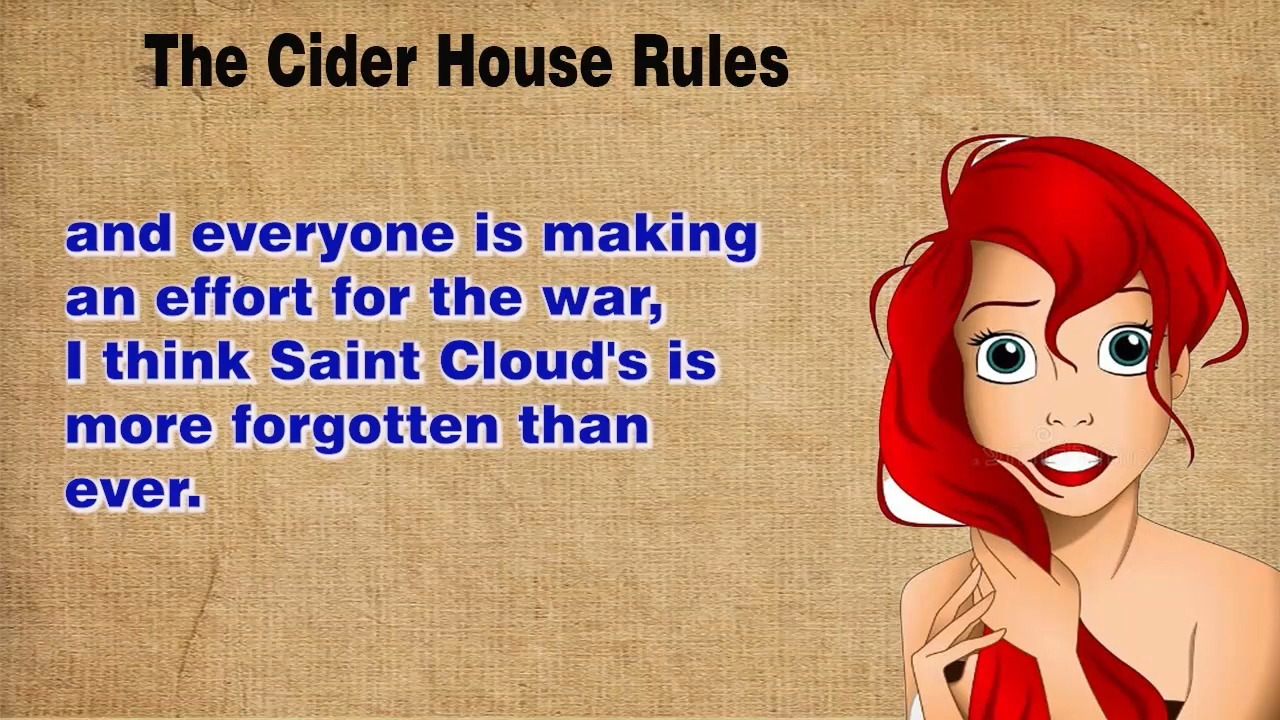 The Cider House Rules
and everyone is making
an effort for the war,
I think Saint Cloud's is
more forgotten than
ever.